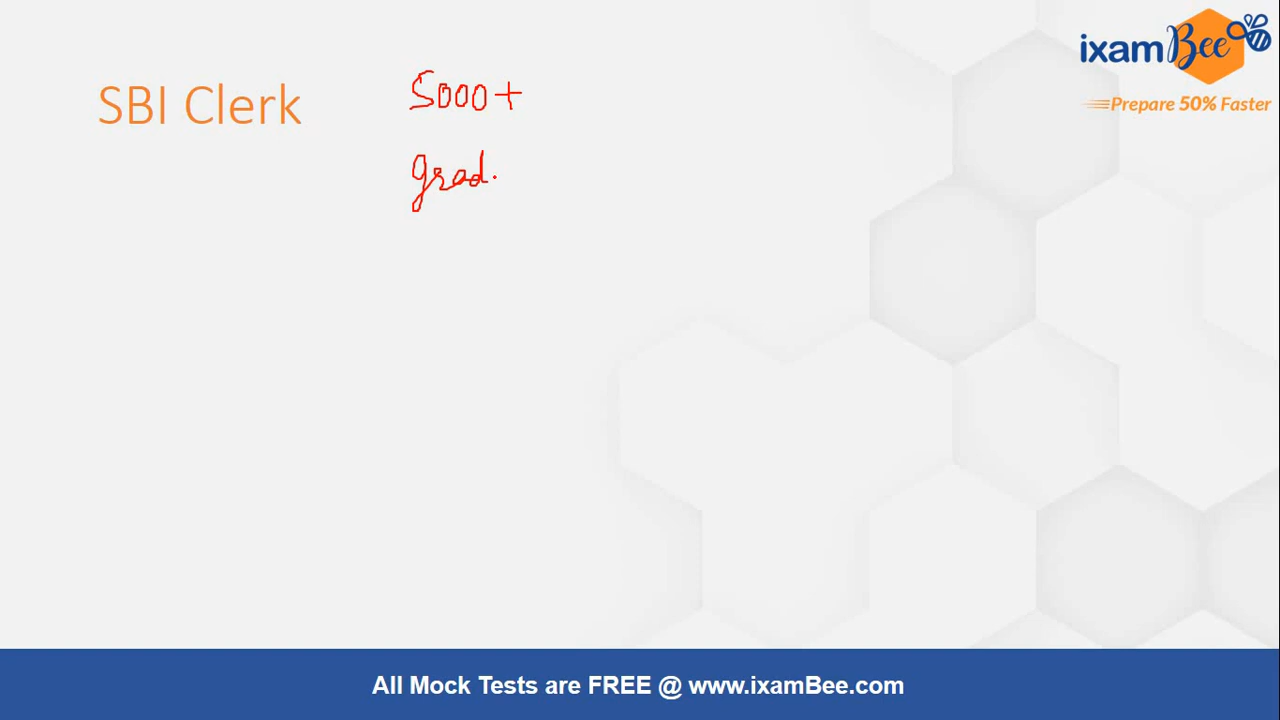 ixamBee
Prepare 50% Faster
SBI Clerk
5000+
grad.
All Mock Tests are FREE @ www.ixamBee.com